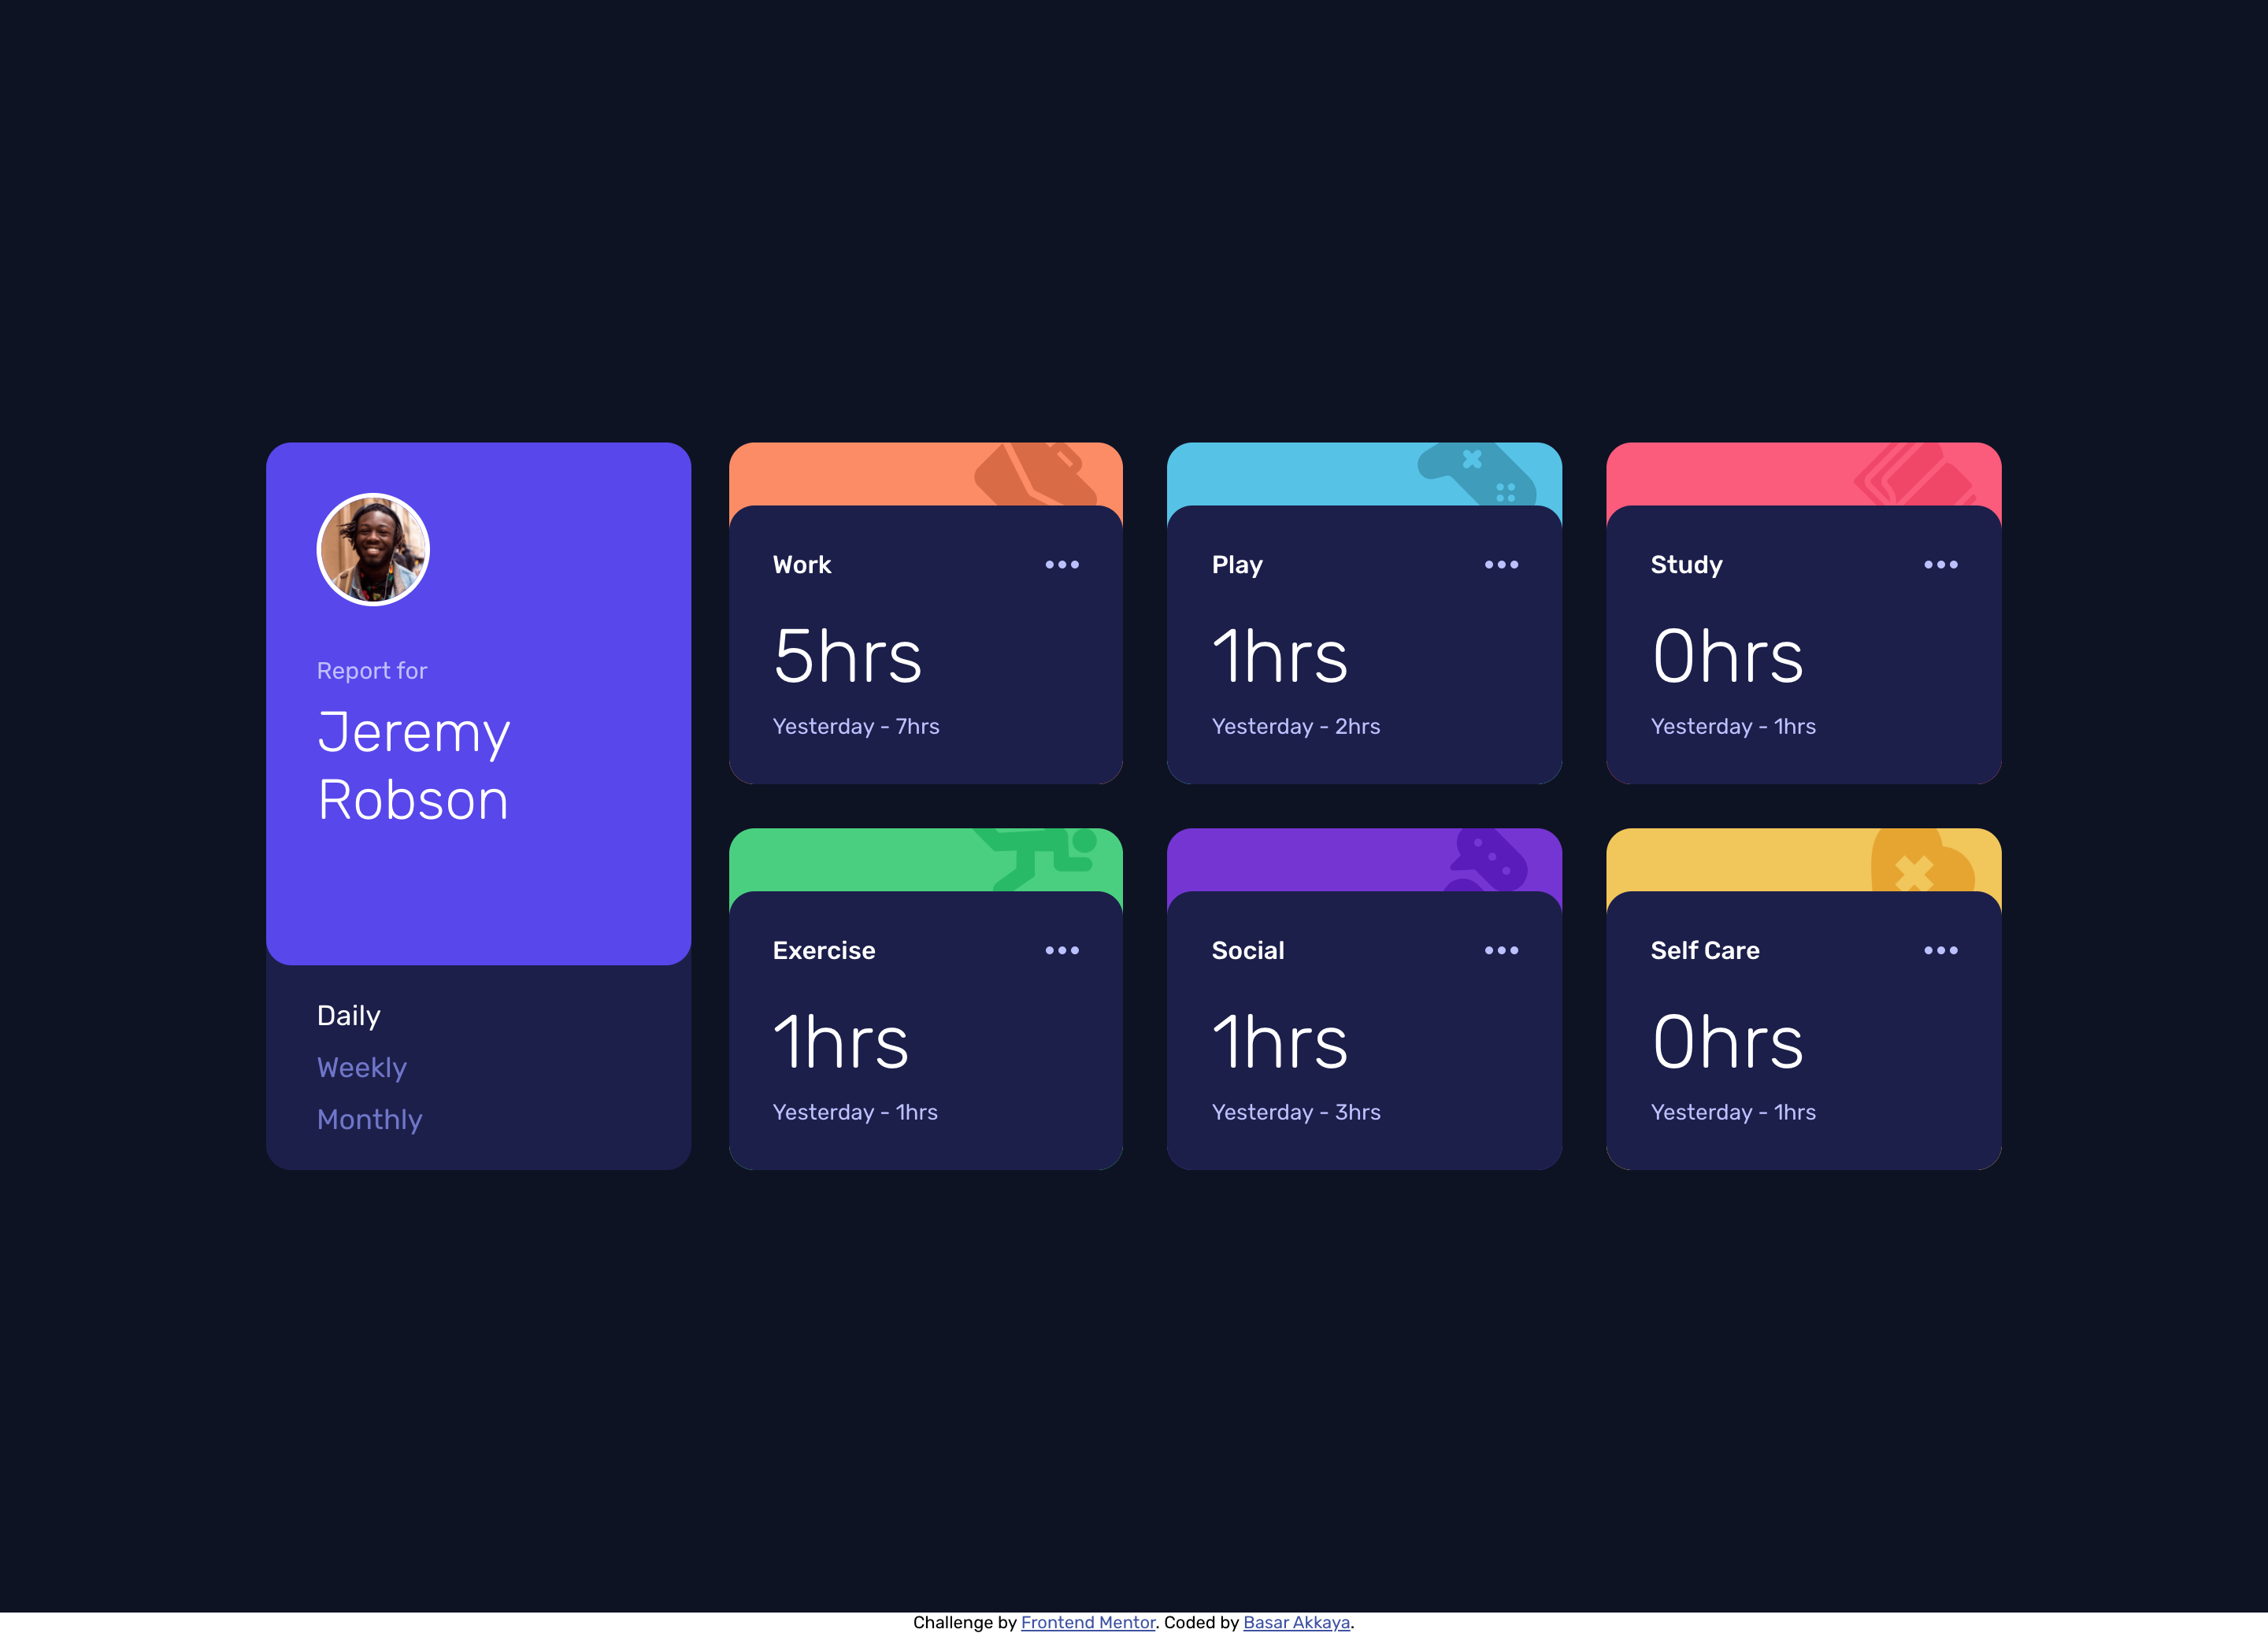 Report for
Jeremy
Robson
Daily
Weekly
Monthly
Work
5hrs
Yesterday - 7hrs
Play
1hrs
Yesterday - 2hrs
Study
0hrs
Yesterday - 1hrs
Exercise
1hrs
Yesterday - 1hrs
Social
1hrs
Yesterday - 3hrs
Self Care
0hrs
Yesterday - 1hrs
Challenge by Frontend Mentor. Coded by Basar Akkaya.